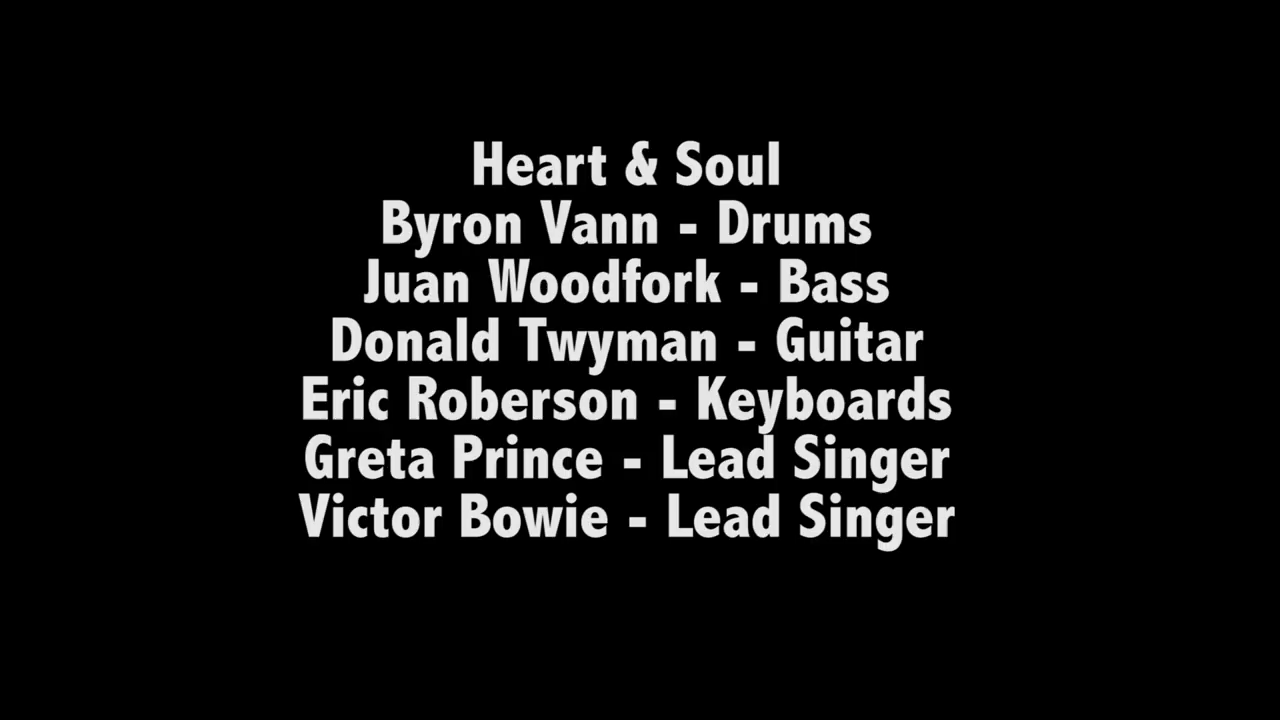 Heart & Soul
Byron Vann - Drums
Juan Woodfork - Bass
Donald Twyman - Guitar
Eric Roberson - Keyboards
Greta Prince - Lead Singer
Victor Bowie - Lead Singer